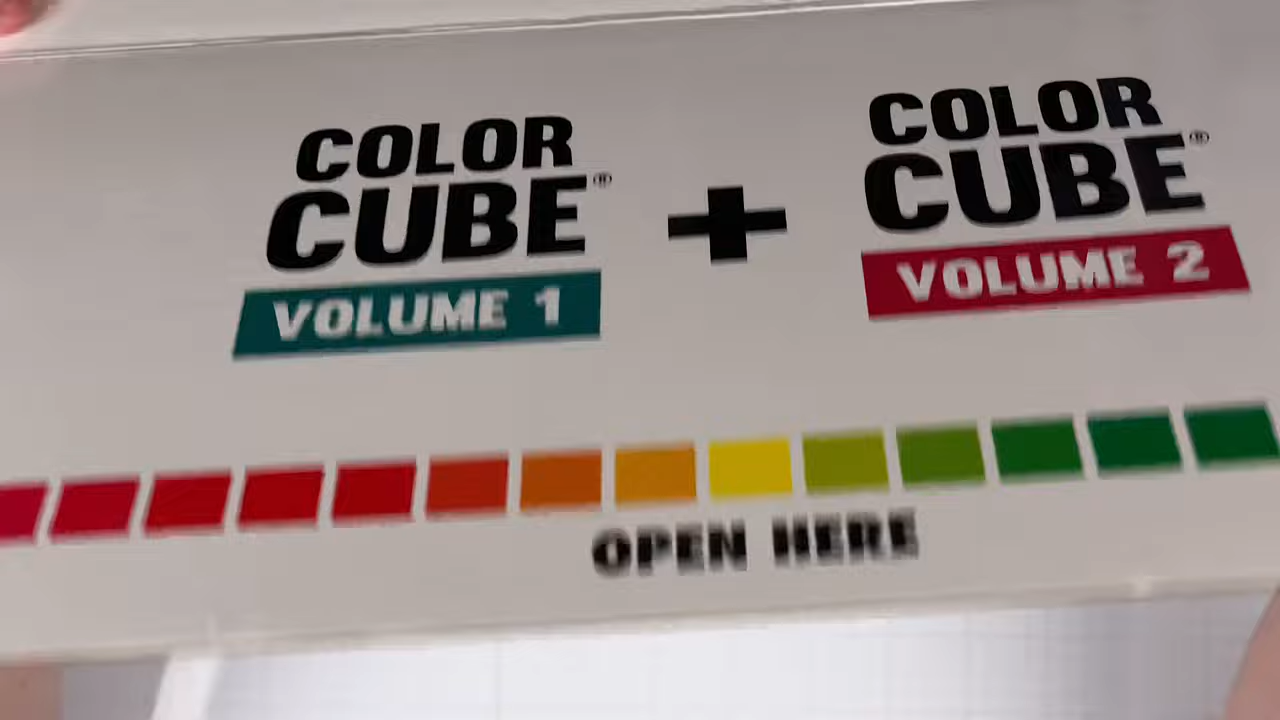 COLOR
CUBE®
VOLUME 1
+
COLOR
CUBE®
VOLUME 2
OPEN HERE